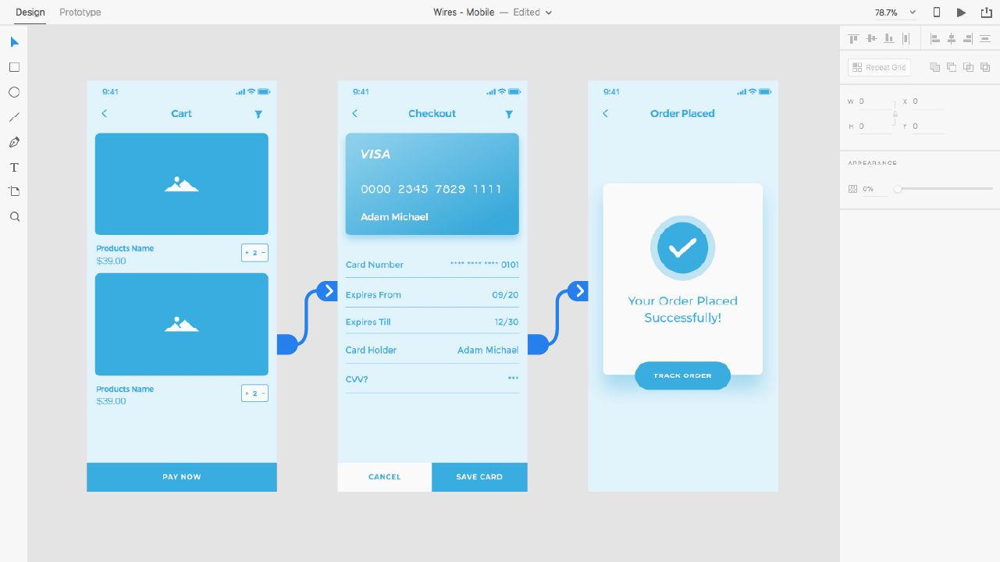 Design Prototype
Wires - Mobile — Edited
78.7%
Repeat Grid
W 0 X 0
H 0 Y 0
APPEARANCE
0%
T
9:41
Cart
Products Name
$39.00
+ 2 -
Products Name
$39.00
+ 2 -
PAY NOW
9:41
Checkout
VISA
0000 2345 7829 1111
Adam Michael
Card Number **** **** **** 0101
Expires From 09/20
Expires Till 12/30
Card Holder Adam Michael
CVV? ***
CANCEL SAVE CARD
9:41
Order Placed
Your Order Placed
Successfully!
TRACK ORDER